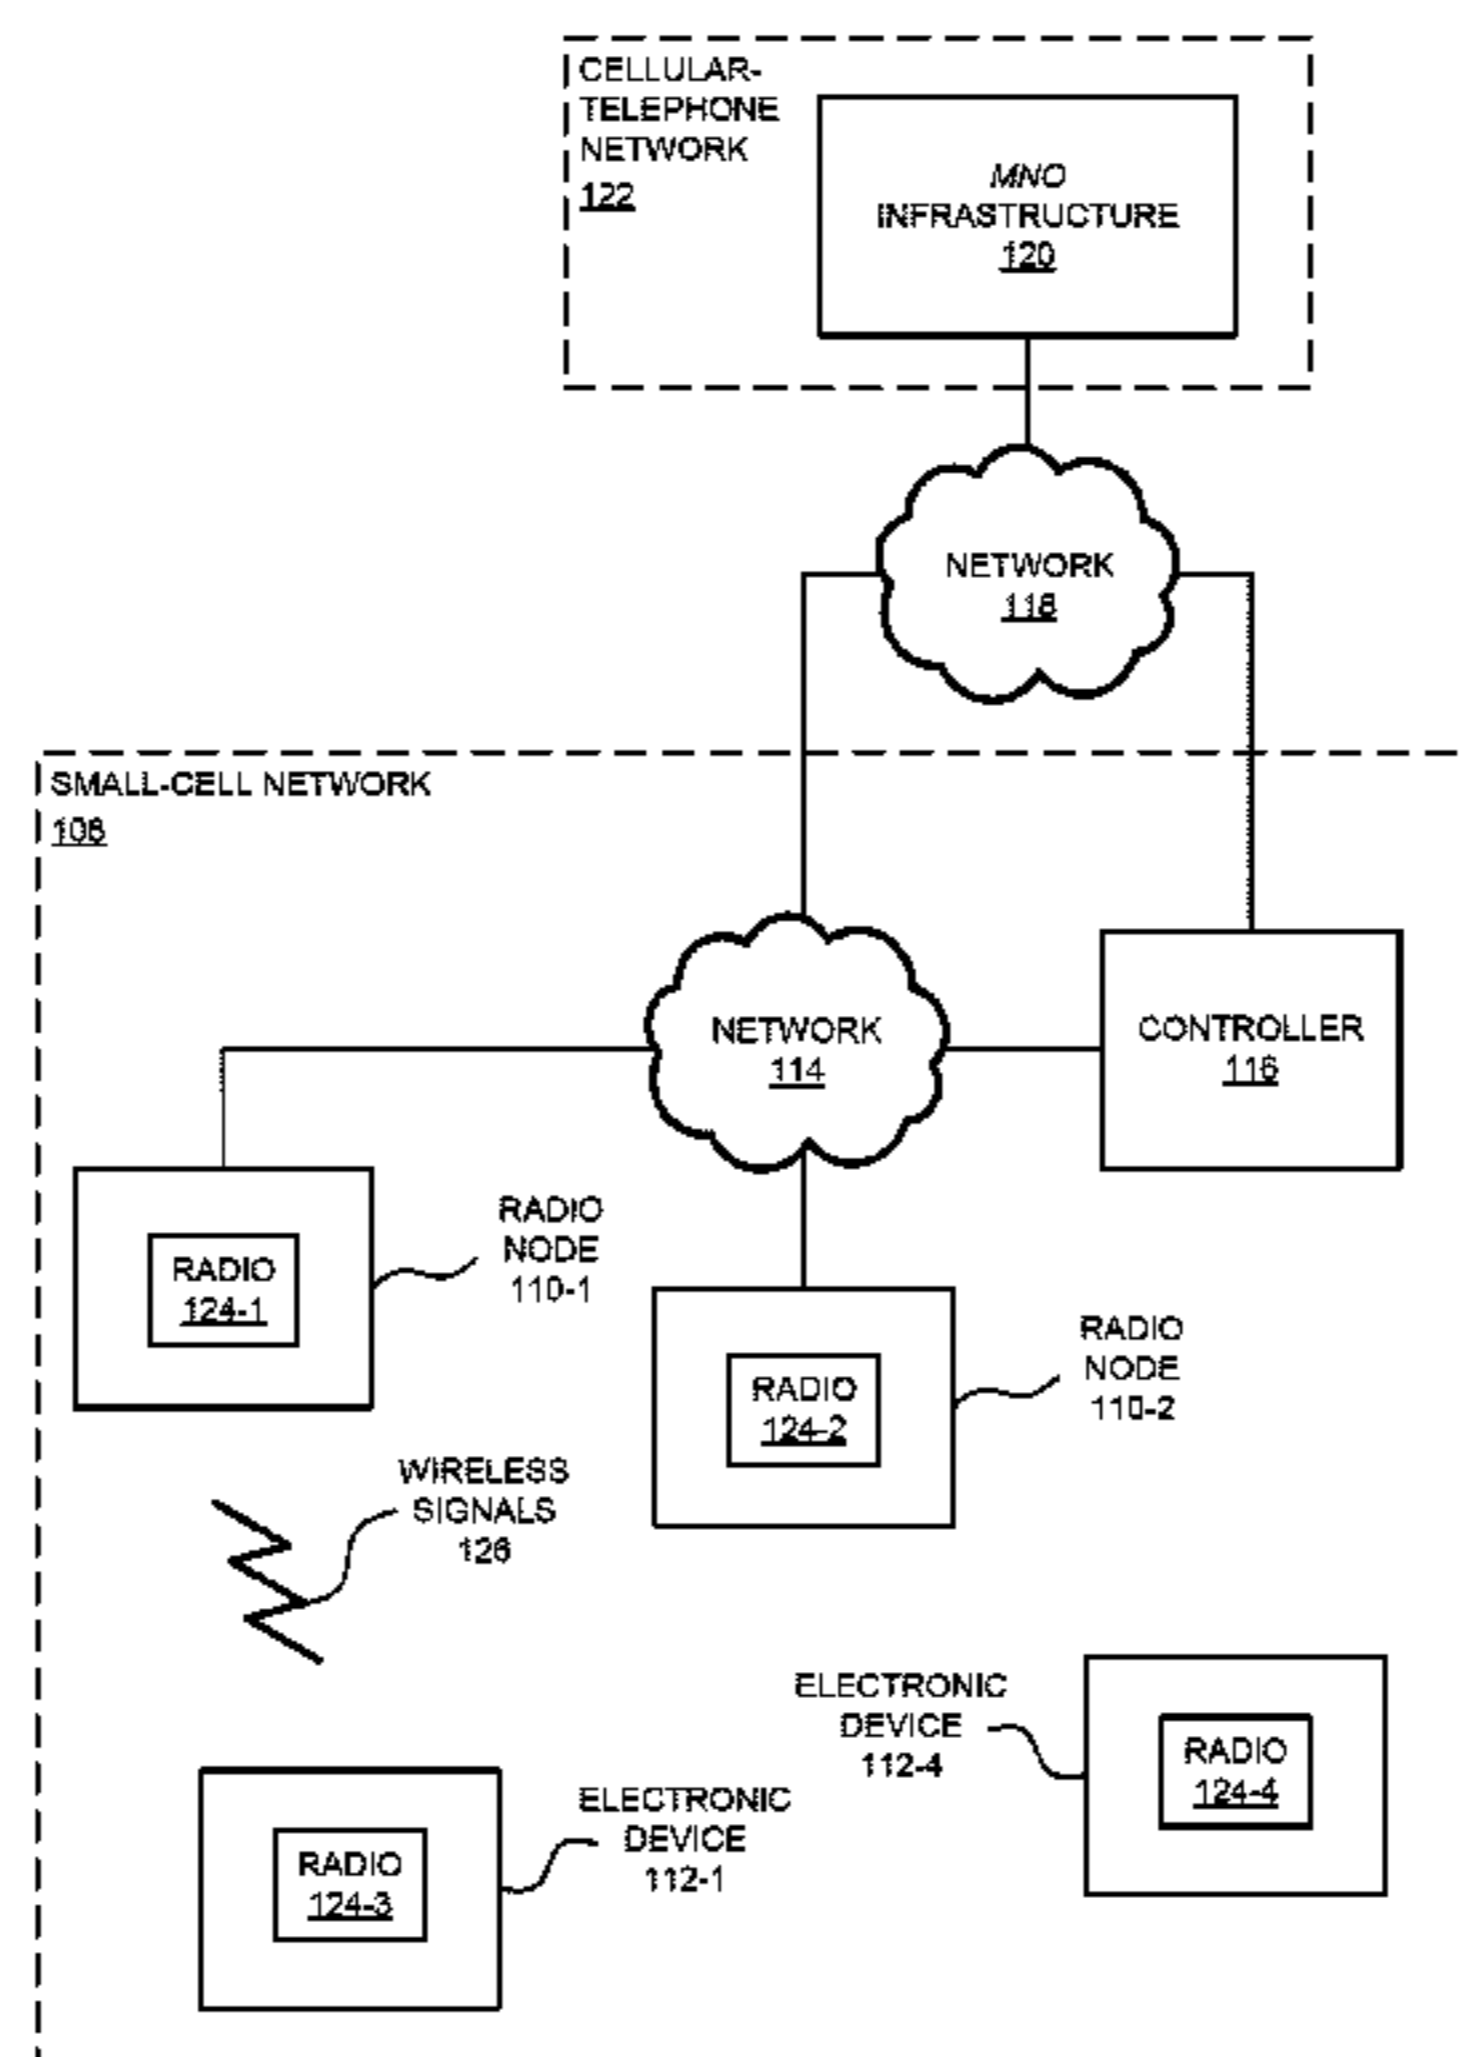 CELLULAR-
TELEPHONE
NETWORK
122
MNO
INFRASTRUCTURE
120
NETWORK
118
SMALL-CELL NETWORK
108
NETWORK
114
CONTROLLER
116
RADIO
124-1
RADIO
NODE
110-1
RADIO
124-2
RADIO
NODE
110-2
WIRELESS
SIGNALS
126
ELECTRONIC
DEVICE
112-4
RADIO
124-4
ELECTRONIC
DEVICE
112-1
RADIO
124-3